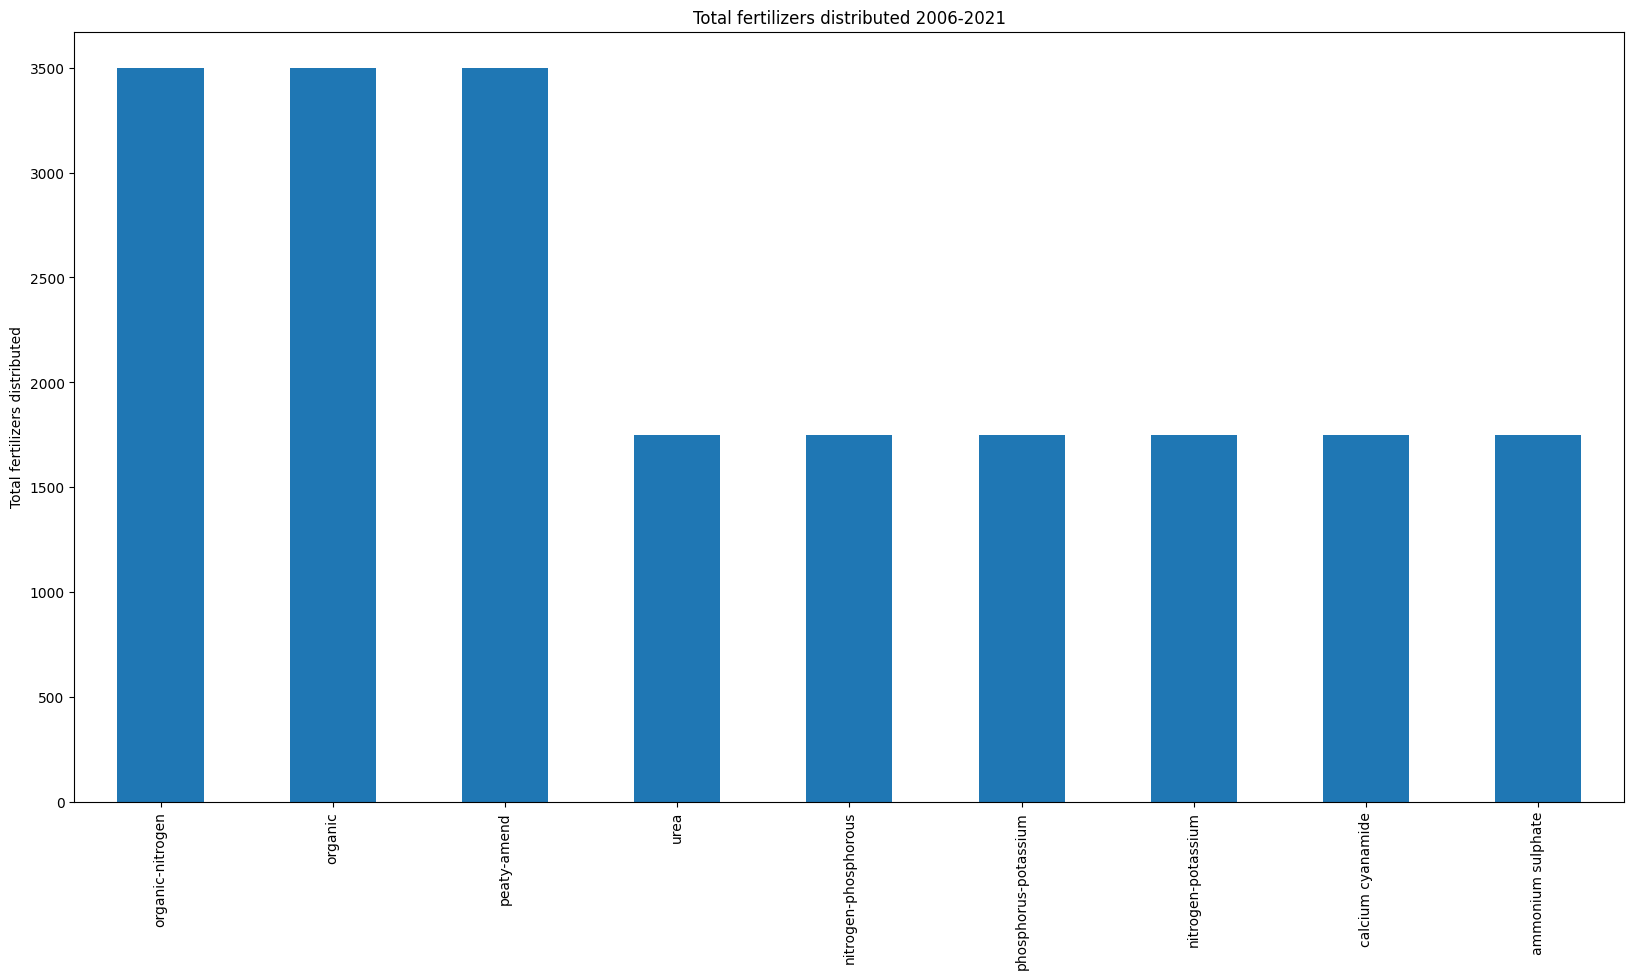 Total fertilizers distributed 2006-2021
Total fertilizers distributed
3500
3000
2500
2000
1500
1000
500
0
organic-nitrogen
organic
peaty-amend
urea
nitrogen-phosphorous
phosphorus-potassium
nitrogen-potassium
calcium cyanamide
ammonium sulphate